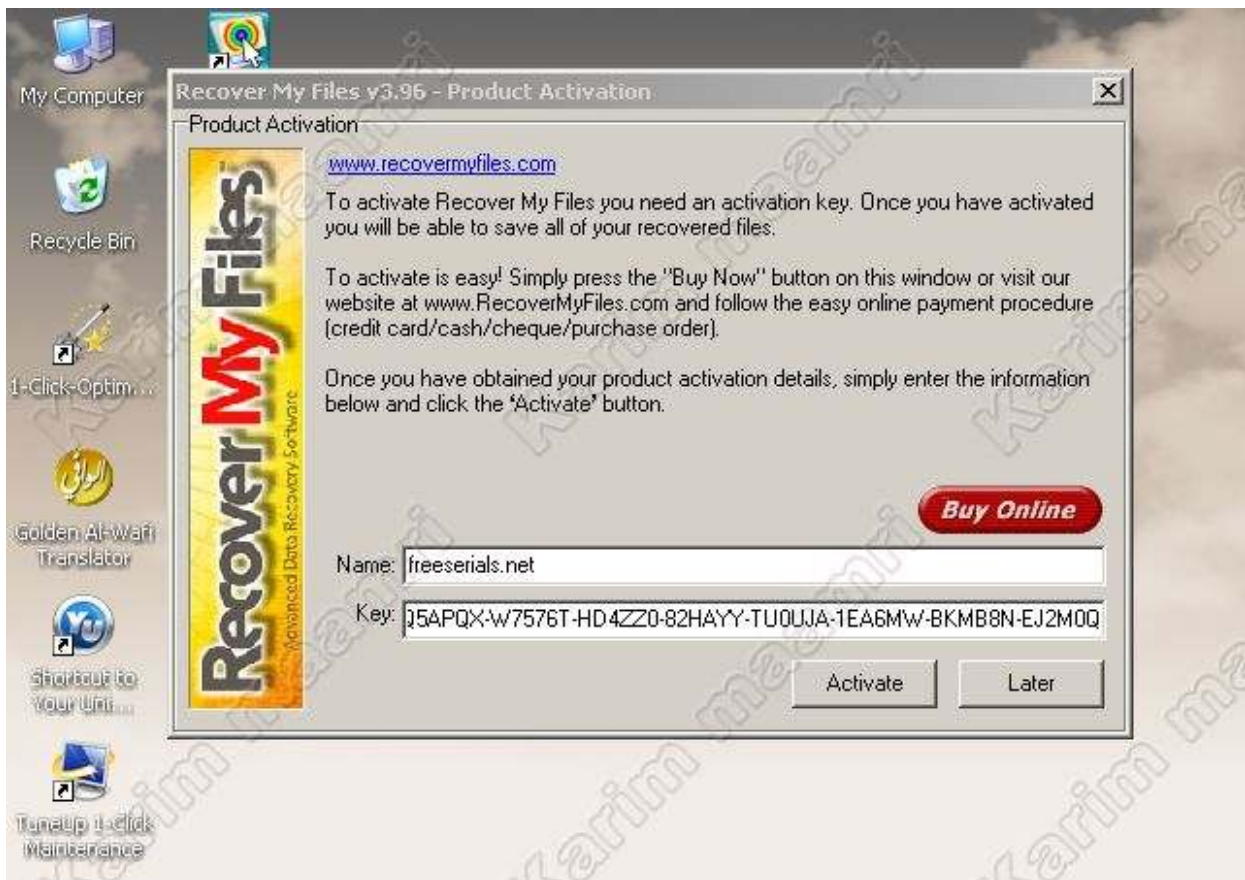 My Computer
Recycle Bin
1-Click-Optim...
الوافي
Golden Al-Wafi
Translator
YU
Shortcut to
Your Uni...
TuneUp 1-Click
Maintenance
Recover My Files v3.96 - Product Activation
Product Activation
Recover My Files
Advanced Data Recovery Software
www.recovermyfiles.com
To activate Recover My Files you need an activation key. Once you have activated
you will be able to save all of your recovered files.
To activate is easy! Simply press the "Buy Now" button on this window or visit our
website at www.RecoverMyFiles.com and follow the easy online payment procedure
(credit card/cash/cheque/purchase order).
Once you have obtained your product activation details, simply enter the information
below and click the 'Activate' button.
Buy Online
Name: freeserials.net
Key: Q5APQX-W7576T-HD4ZZ0-82HAYY-TU0UJA-1EA6MW-BKMB8N-EJ2M0Q
Activate
Later
Karim maamri